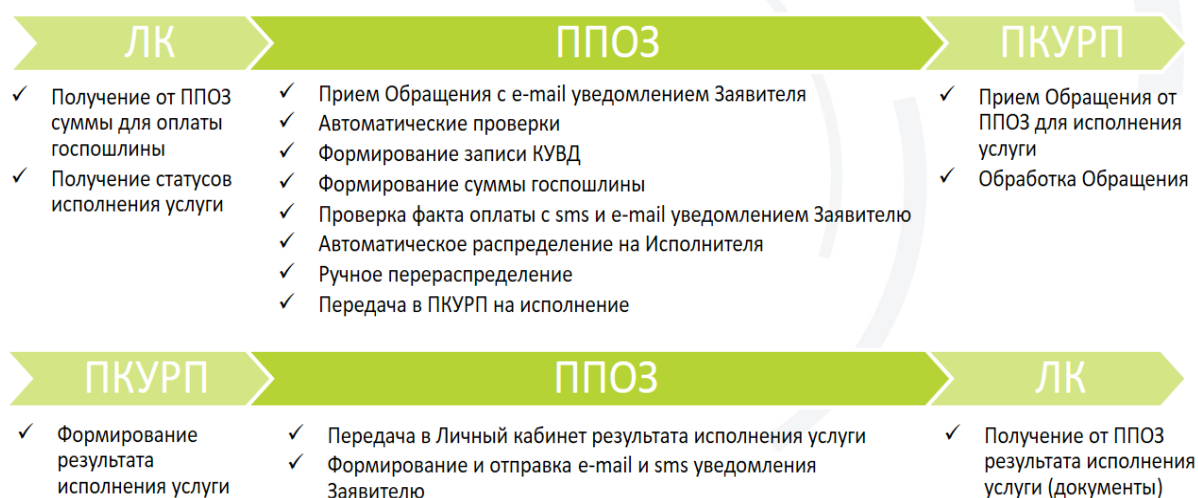 ЛК
ППОЗ
ПКУРП
Получение от ППОЗ
суммы для оплаты
госпошлины
Получение статусов
исполнения услуги
Прием Обращения с e-mail уведомлением Заявителя
Автоматические проверки
Формирование записи КУВД
Формирование суммы госпошлины
Проверка факта оплаты с sms и e-mail уведомлением Заявителю
Автоматическое распределение на Исполнителя
Ручное перераспределение
Передача в ПКУРП на исполнение
Прием Обращения от
ППОЗ для исполнения
услуги
Обработка Обращения
ПКУРП
ППОЗ
ЛК
Формирование
результата
исполнения услуги
Передача в Личный кабинет результата исполнения услуги
Формирование и отправка e-mail и sms уведомления
Заявителю
Получение от ППОЗ
результата исполнения
услуги (документы)